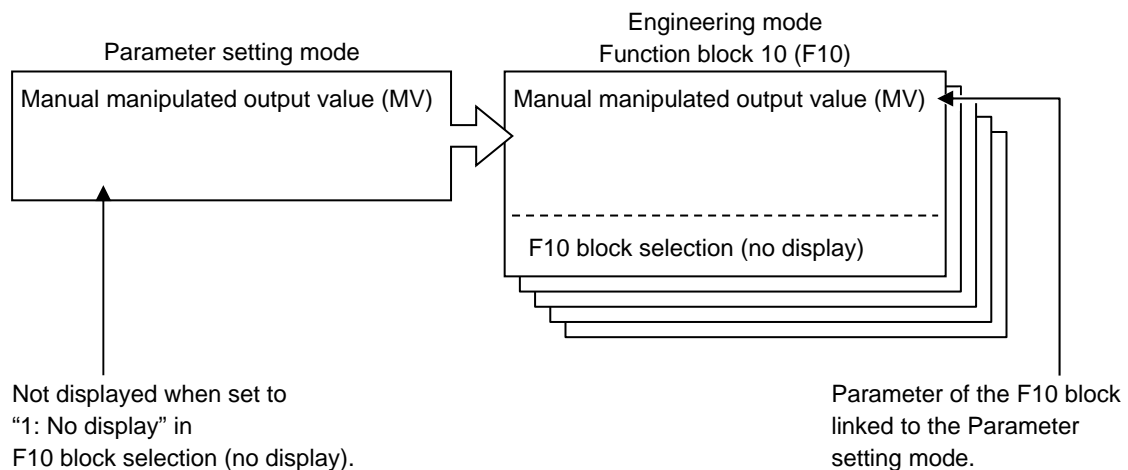 Parameter setting mode
Manual manipulated output value (MV)
Engineering mode
Function block 10 (F10)
Manual manipulated output value (MV)
F10 block selection (no display)
Not displayed when set to
“1: No display” in
F10 block selection (no display).
Parameter of the F10 block
linked to the Parameter
setting mode.